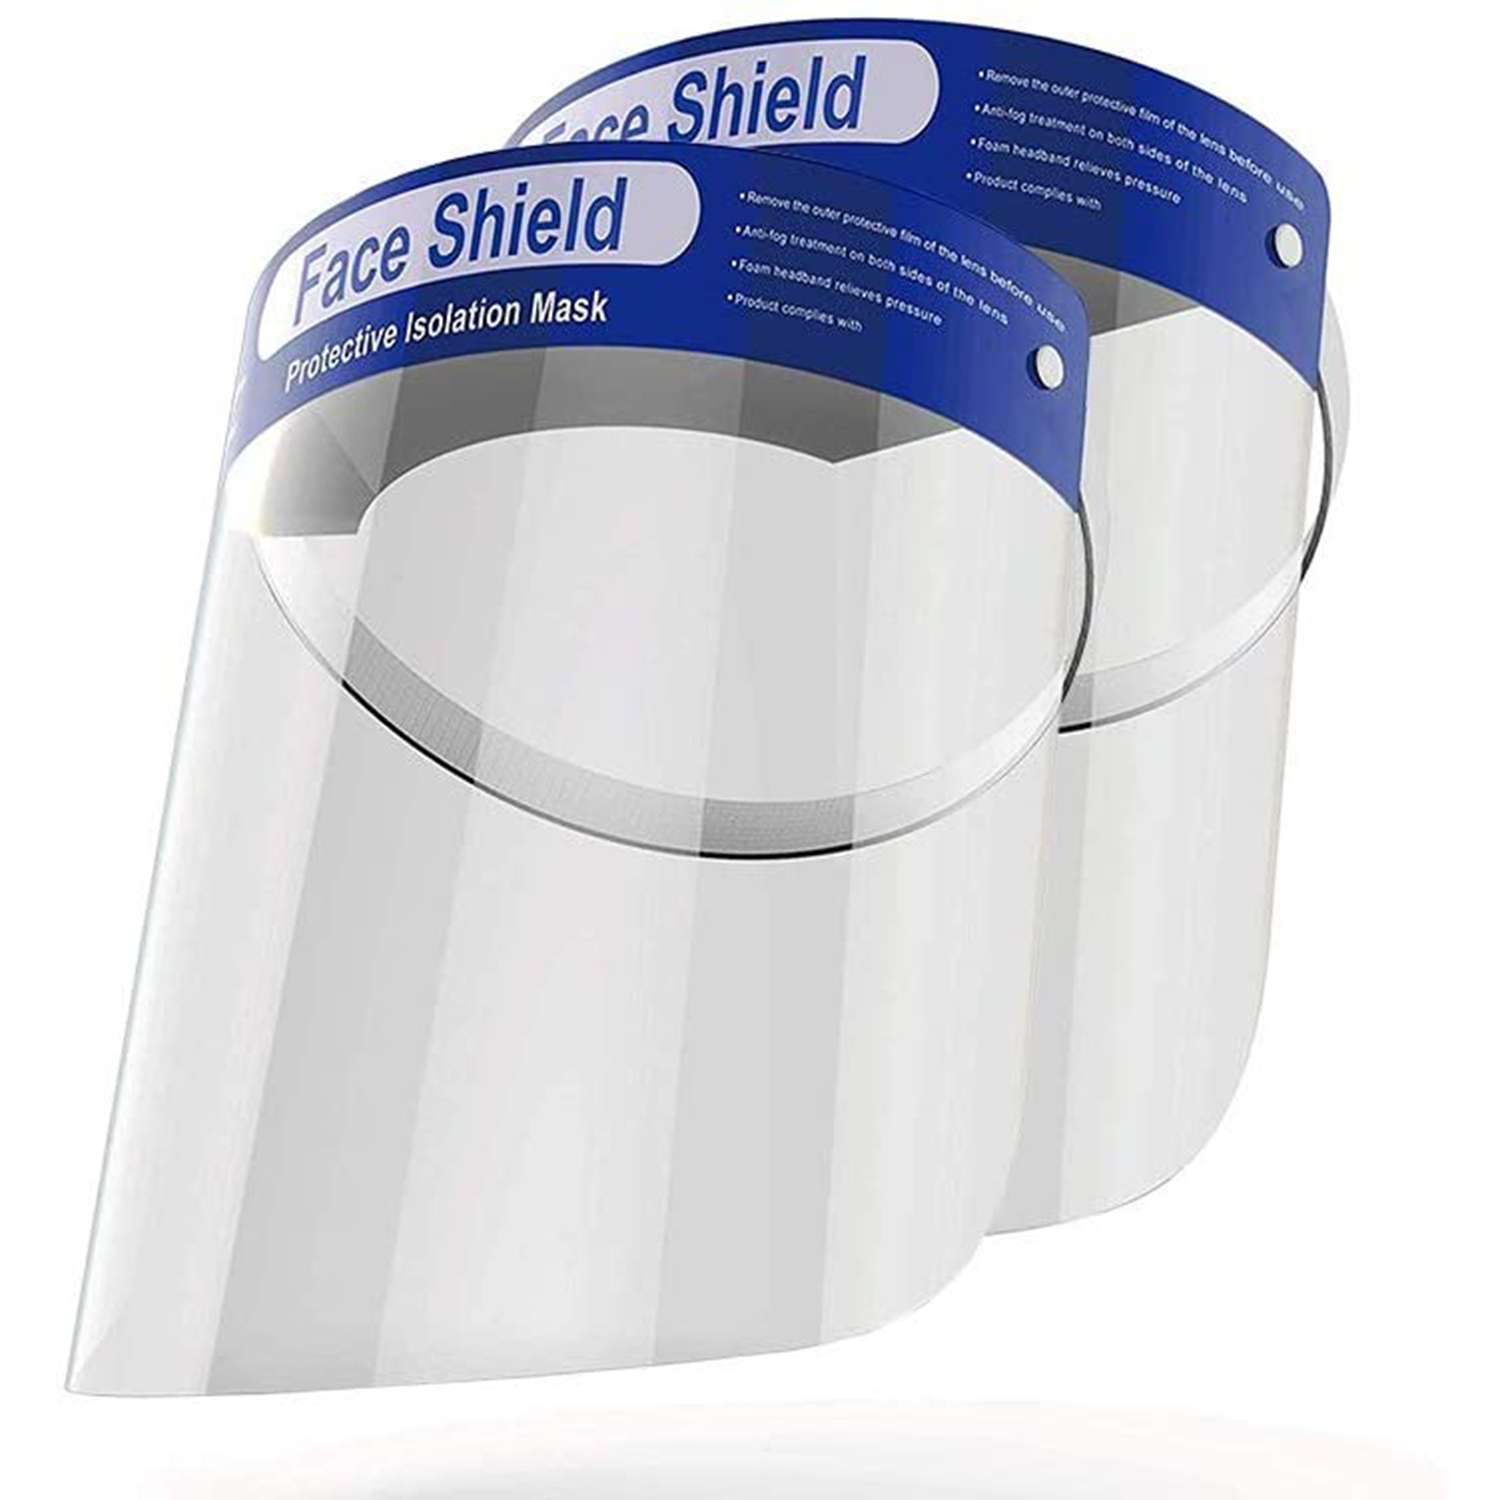 Face Shield
• Remove the outer protective film of the lens before use
• Anti-fog treatment on both sides of the lens
• Foam headband relieves pressure
• Product complies with
Face Shield
Protective Isolation Mask
• Remove the outer protective film of the lens before use
• Anti-fog treatment on both sides of the lens
• Foam headband relieves pressure
• Product complies with